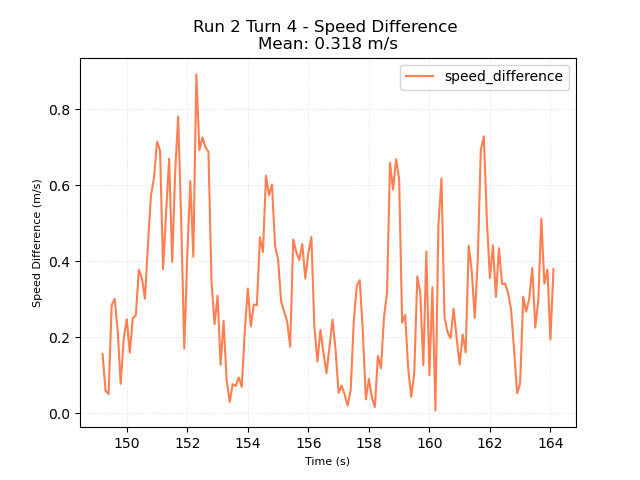 Run 2 Turn 4 - Speed Difference
Mean: 0.318 m/s
speed_difference
Speed Difference (m/s)
0.8
0.6
0.4
0.2
0.0
150 152 154 156 158 160 162 164
Time (s)